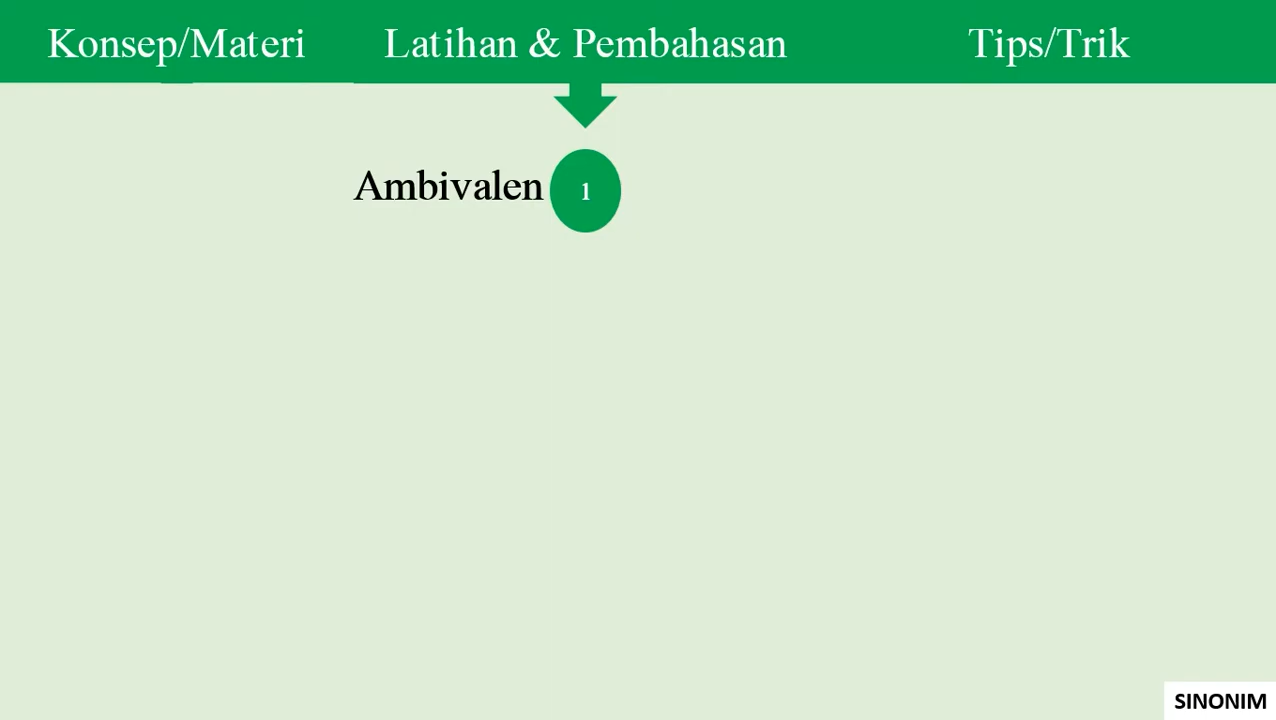 Konsep/Materi Latihan & Pembahasan Tips/Trik
Ambivalen 1
SINONIM